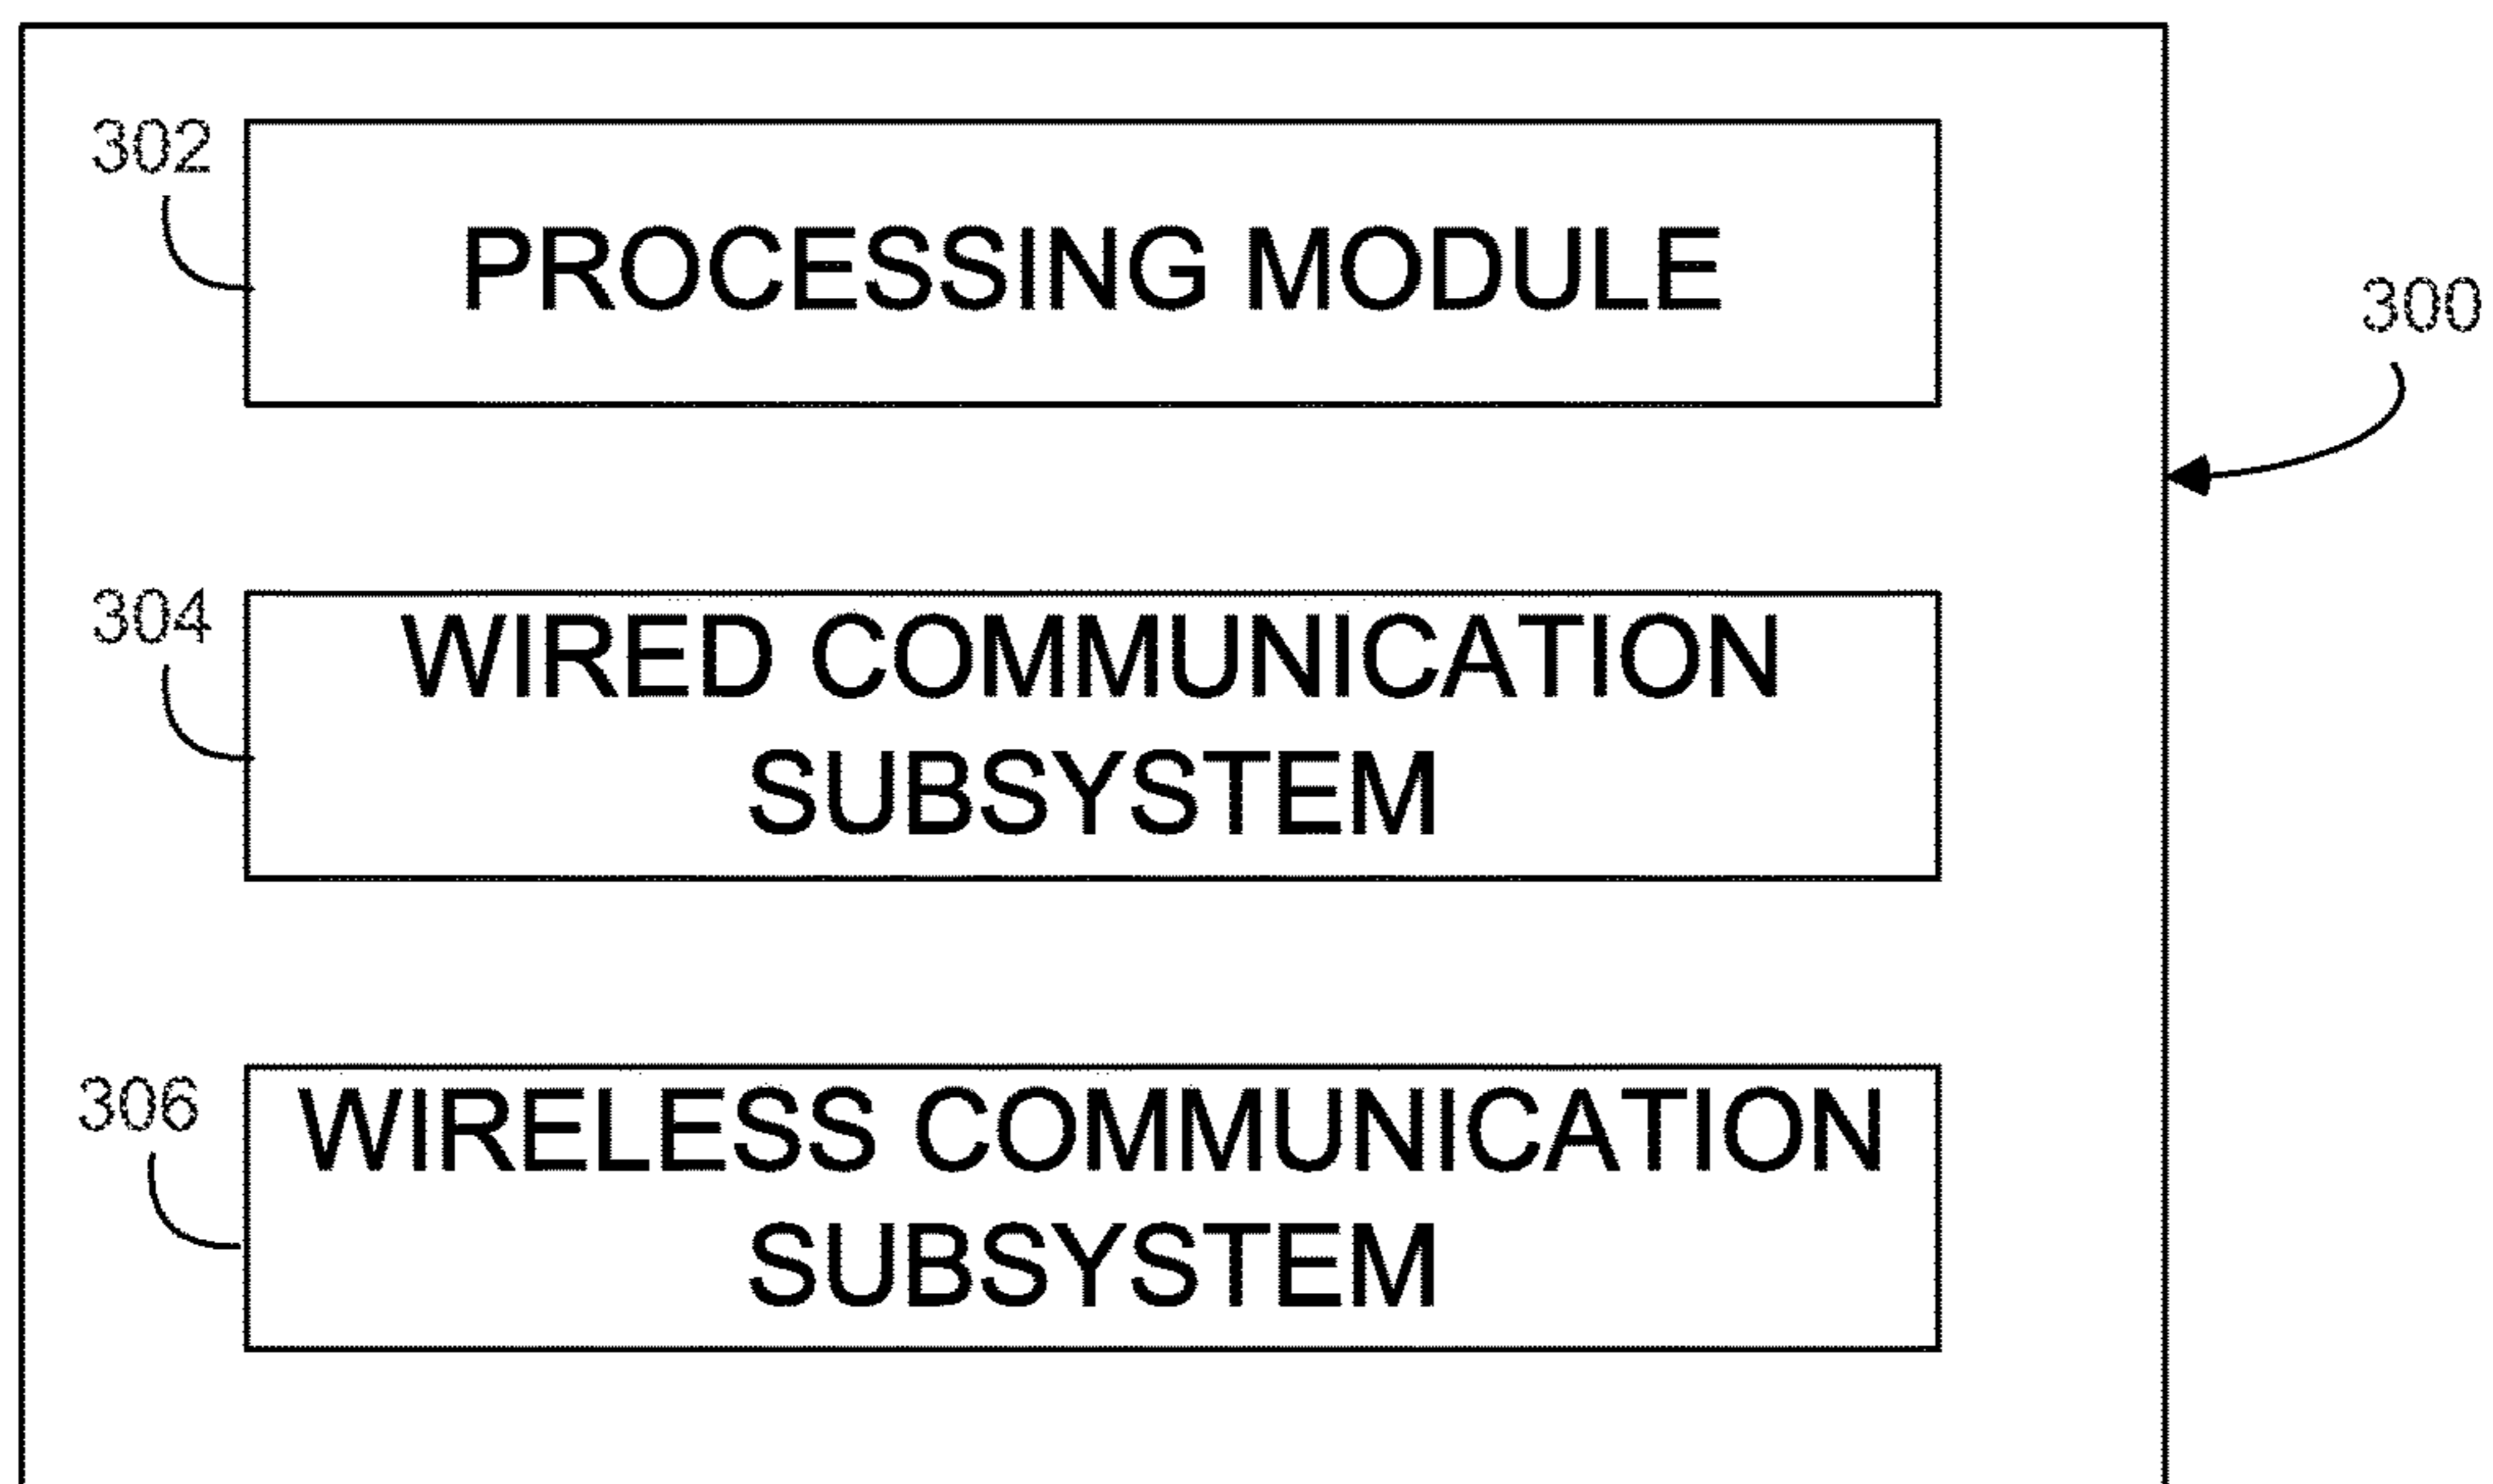 302
PROCESSING MODULE
300
304
WIRED COMMUNICATION
SUBSYSTEM
306
WIRELESS COMMUNICATION
SUBSYSTEM